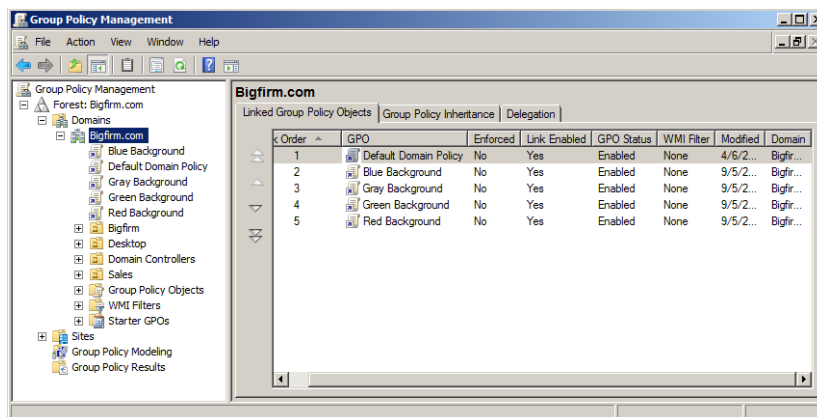 Group Policy Management
File Action View Window Help
Group Policy Management
Forest: Bigfirm.com
Domains
Bigfirm.com
Blue Background
Default Domain Policy
Gray Background
Green Background
Red Background
Bigfirm
Desktop
Domain Controllers
Sales
Group Policy Objects
WMI Filters
Starter GPOs
Sites
Group Policy Modeling
Group Policy Results
Bigfirm.com
Linked Group Policy Objects Group Policy Inheritance Delegation
k Order GPO Enforced Link Enabled GPO Status WMI Filter Modified Domain
1 Default Domain Policy No Yes Enabled None 4/6/2... Bigfir...
2 Blue Background No Yes Enabled None 9/5/2... Bigfir...
3 Gray Background No Yes Enabled None 9/5/2... Bigfir...
4 Green Background No Yes Enabled None 9/5/2... Bigfir...
5 Red Background No Yes Enabled None 9/5/2... Bigfir...